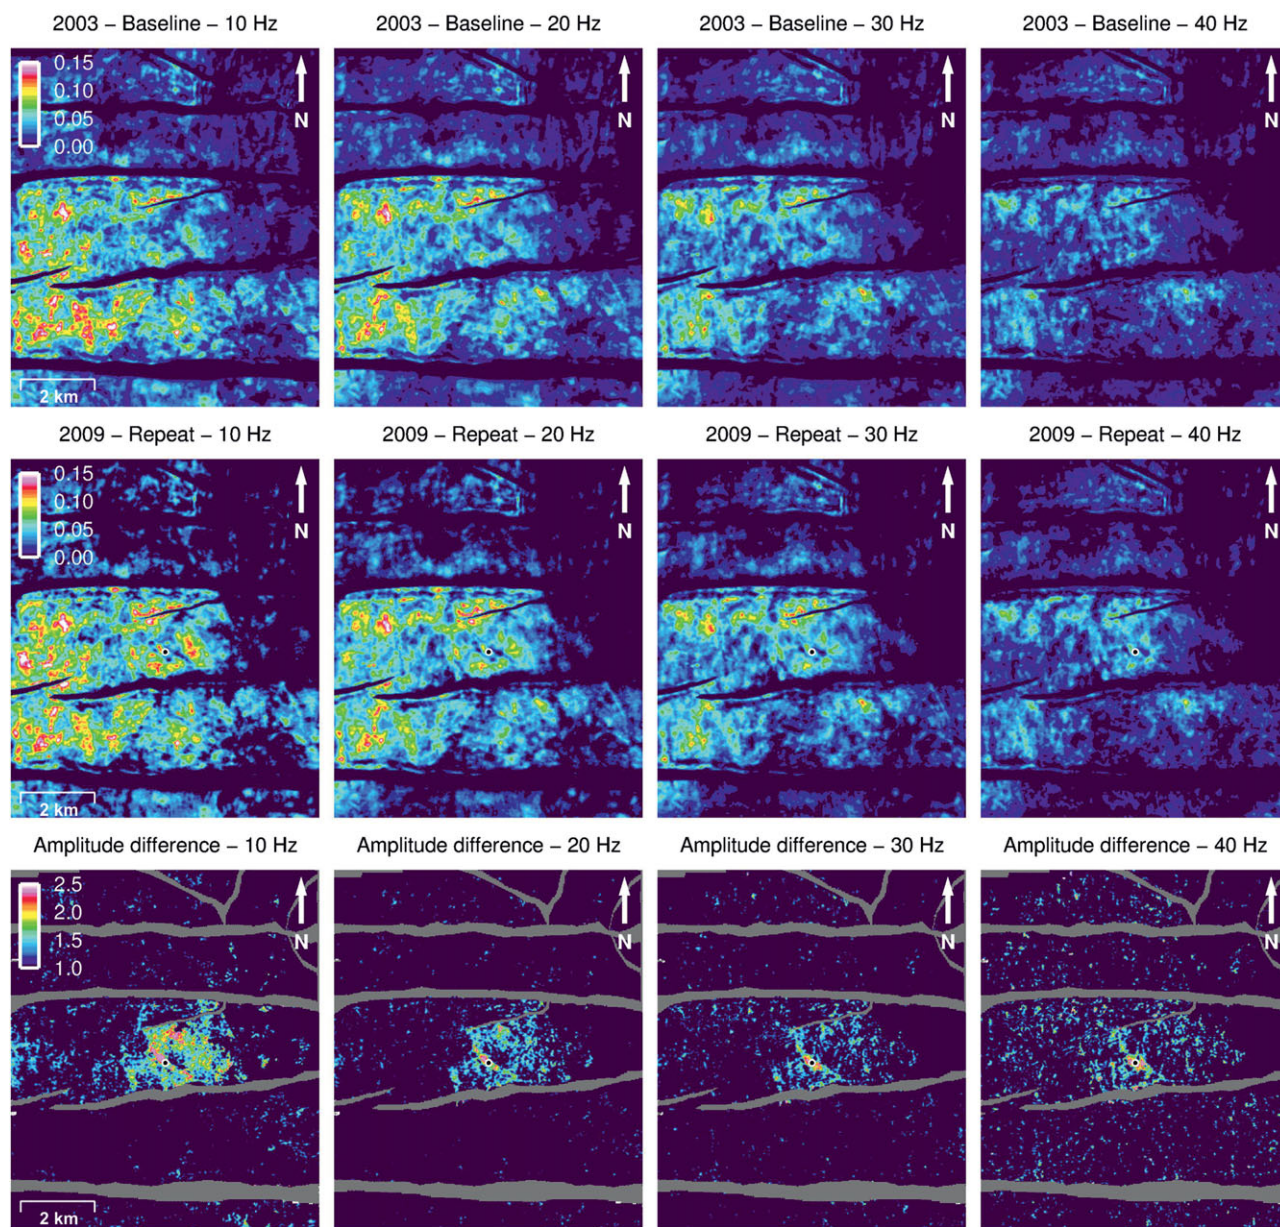 2003 – Baseline – 10 Hz
2003 – Baseline – 20 Hz
2003 – Baseline – 30 Hz
2003 – Baseline – 40 Hz
0.15
0.10
0.05
0.00
N
N
N
N
2 km
2009 – Repeat – 10 Hz
2009 – Repeat – 20 Hz
2009 – Repeat – 30 Hz
2009 – Repeat – 40 Hz
0.15
0.10
0.05
0.00
N
N
N
N
2 km
Amplitude difference – 10 Hz
Amplitude difference – 20 Hz
Amplitude difference – 30 Hz
Amplitude difference – 40 Hz
2.5
2.0
1.5
1.0
N
N
N
N
2 km